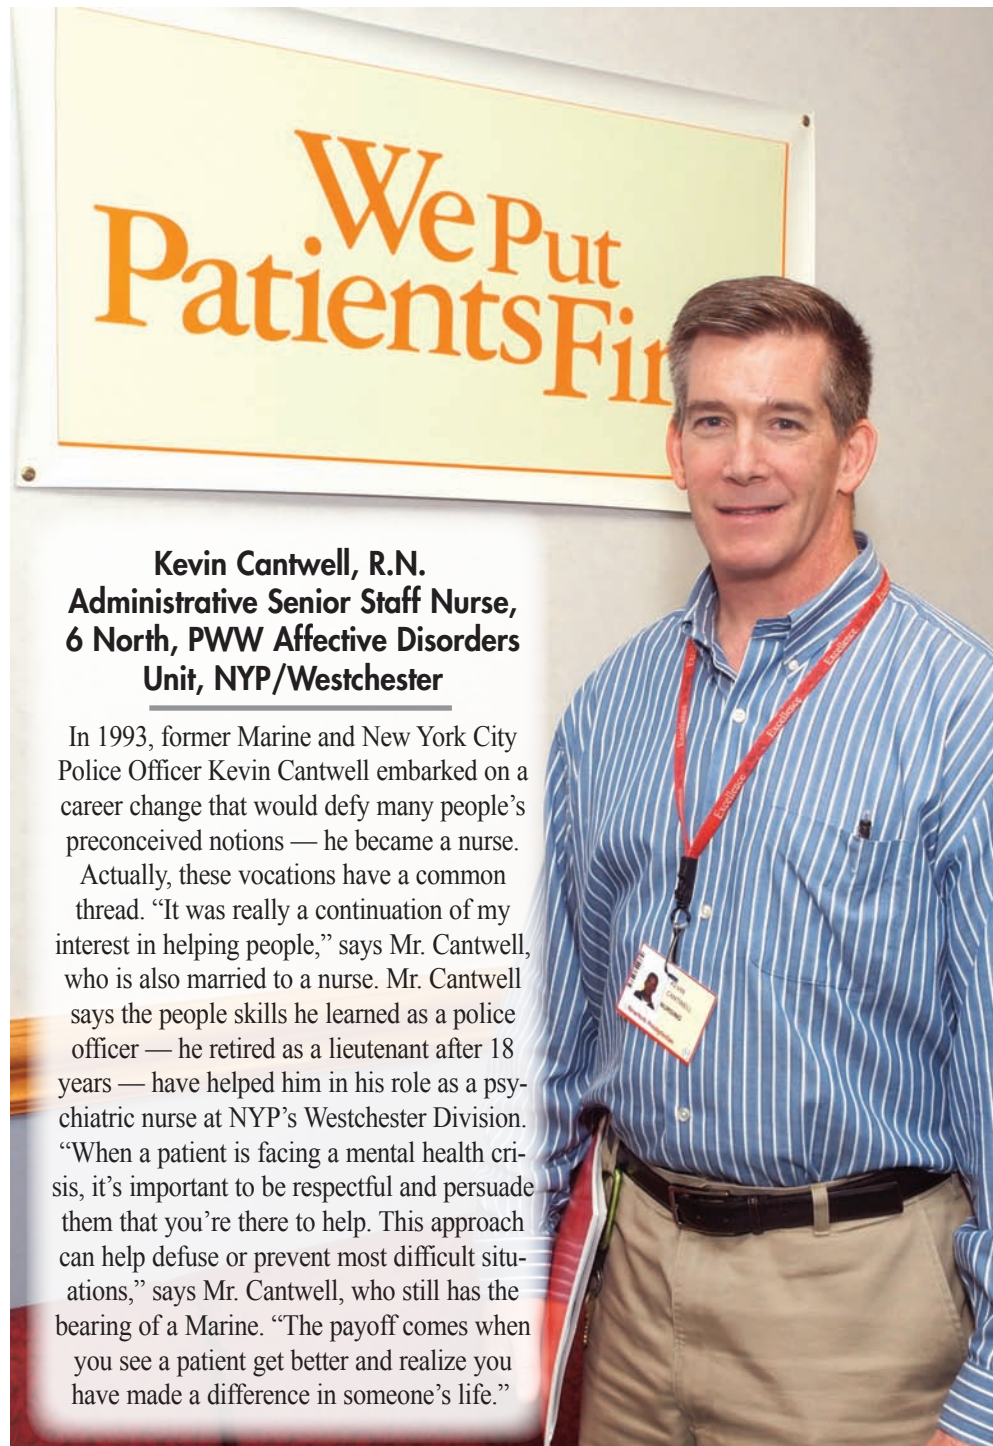 We Put
PatientsFir
Kevin Cantwell, R.N.
Administrative Senior Staff Nurse,
6 North, PWW Affective Disorders
Unit, NYP/Westchester
In 1993, former Marine and New York City
Police Officer Kevin Cantwell embarked on a
career change that would defy many people’s
preconceived notions — he became a nurse.
Actually, these vocations have a common
thread. “It was really a continuation of my
interest in helping people,” says Mr. Cantwell,
who is also married to a nurse. Mr. Cantwell
says the people skills he learned as a police
officer — he retired as a lieutenant after 18
years — have helped him in his role as a psy-
chiatric nurse at NYP’s Westchester Division.
“When a patient is facing a mental health cri-
sis, it’s important to be respectful and persuade
them that you’re there to help. This approach
can help defuse or prevent most difficult situ-
ations,” says Mr. Cantwell, who still has the
bearing of a Marine. “The payoff comes when
you see a patient get better and realize you
have made a difference in someone’s life.”
Excellence
Excellence
Excellence
Excellence
KEVIN
CANTWELL
NURSING